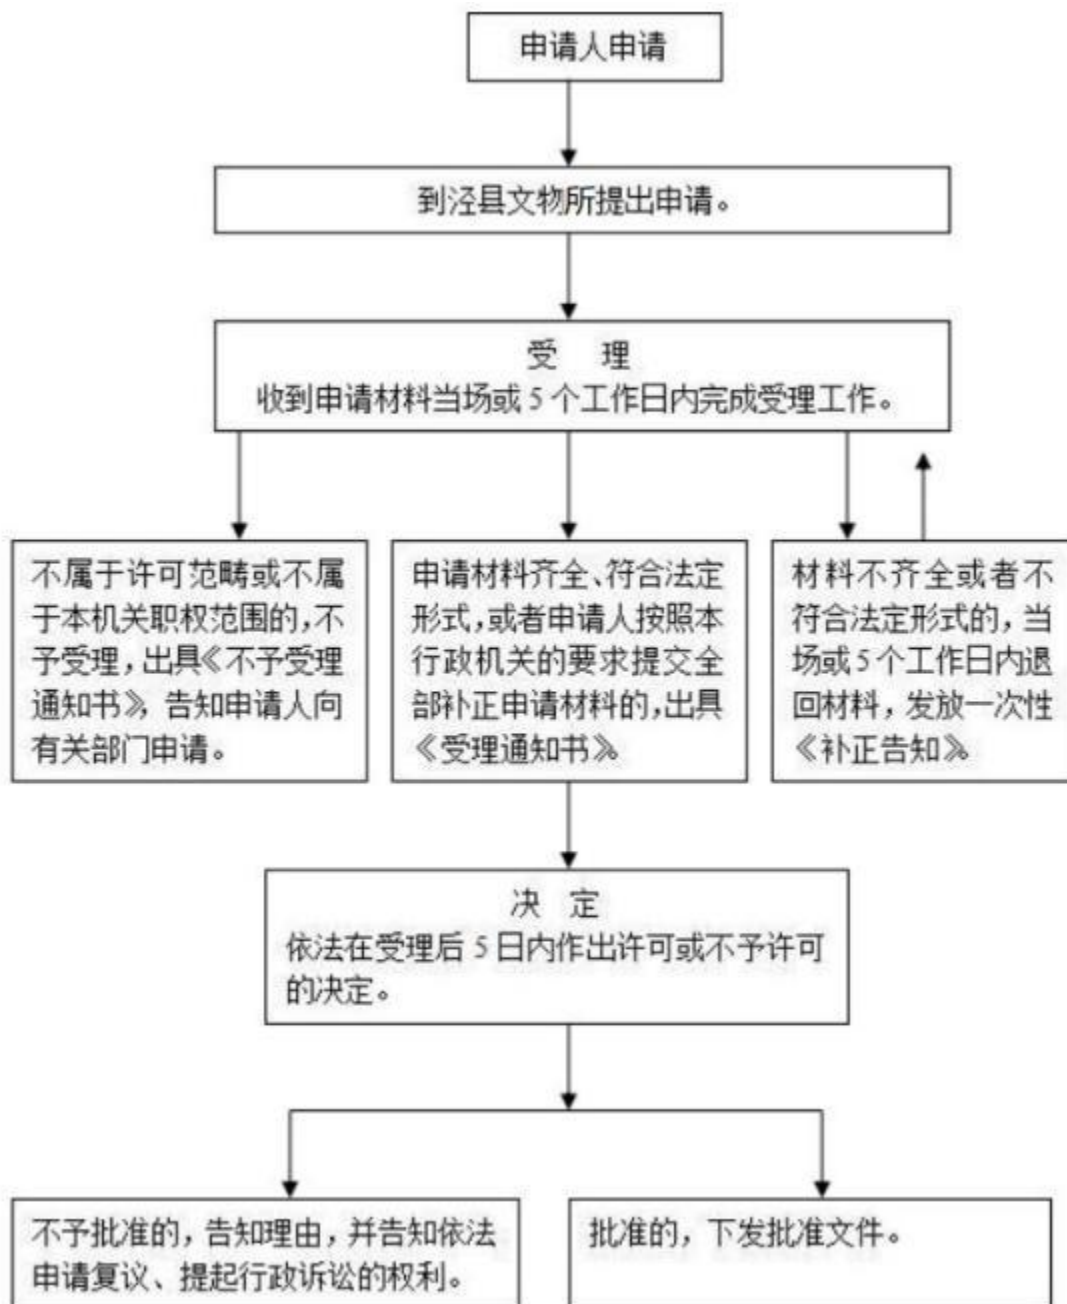 申请人申请
到泾县文物所提出申请。
受 理
收到申请材料当场或 5 个工作日内完成受理工作。
不属于许可范畴或不属
于本机关职权范围的,不
予受理，出具《不予受理
通知书》，告知申请人向
有关部门申请。
申请材料齐全、符合法定
形式,或者申请人按照本
行政机关的要求提交全
部补正申请材料的,出具
《受理通知书》。
材料不齐全或者不
符合法定形式的，当
场或 5 个工作日内退
回材料，发放一次性
《补正告知》。
决 定
依法在受理后 5 日内作出许可或不予许可
的决定。
不予批准的，告知理由，并告知依法
申请复议、提起行政诉讼的权利。
批准的，下发批准文件。